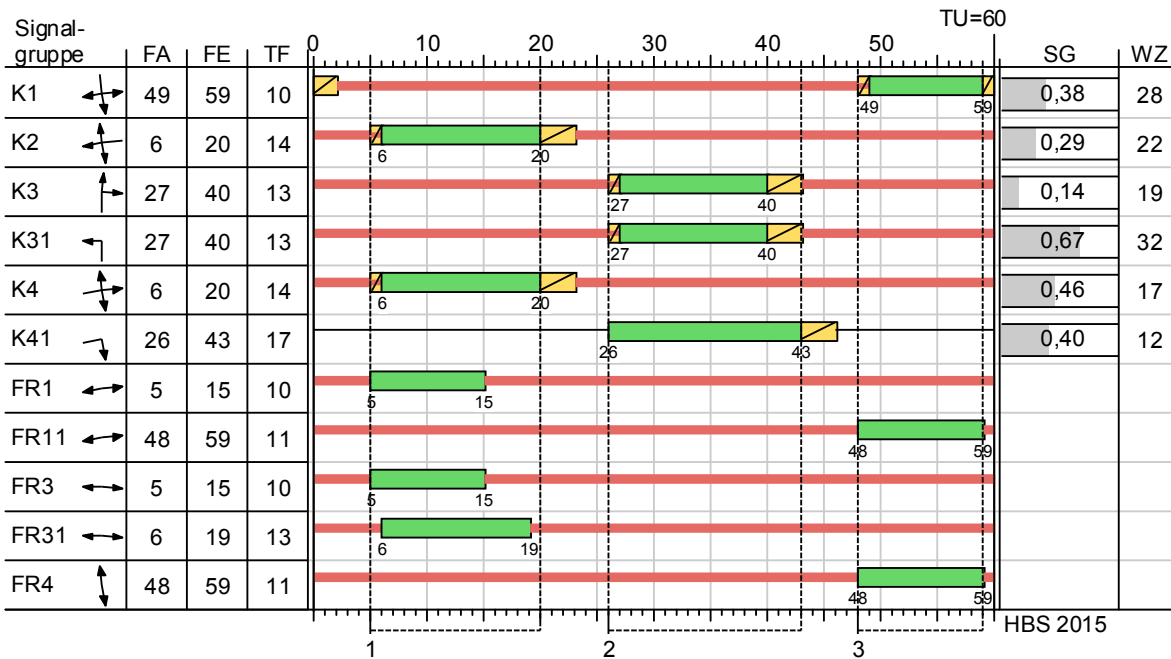 TU=60
Signal-
gruppe FA FE TF 0 10 20 30 40 50 SG WZ
K1 49 59 10 0,38 28
49 59
K2 6 20 14 0,29 22
6 20
K3 27 40 13 0,14 19
27 40
K31 27 40 13 0,67 32
27 40
K4 6 20 14 0,46 17
6 20
K41 26 43 17 0,40 12
26 43
FR1 5 15 10
5 15
FR11 48 59 11
48 59
FR3 5 15 10
5 15
FR31 6 19 13
6 19
FR4 48 59 11
48 59
HBS 2015
1 2 3